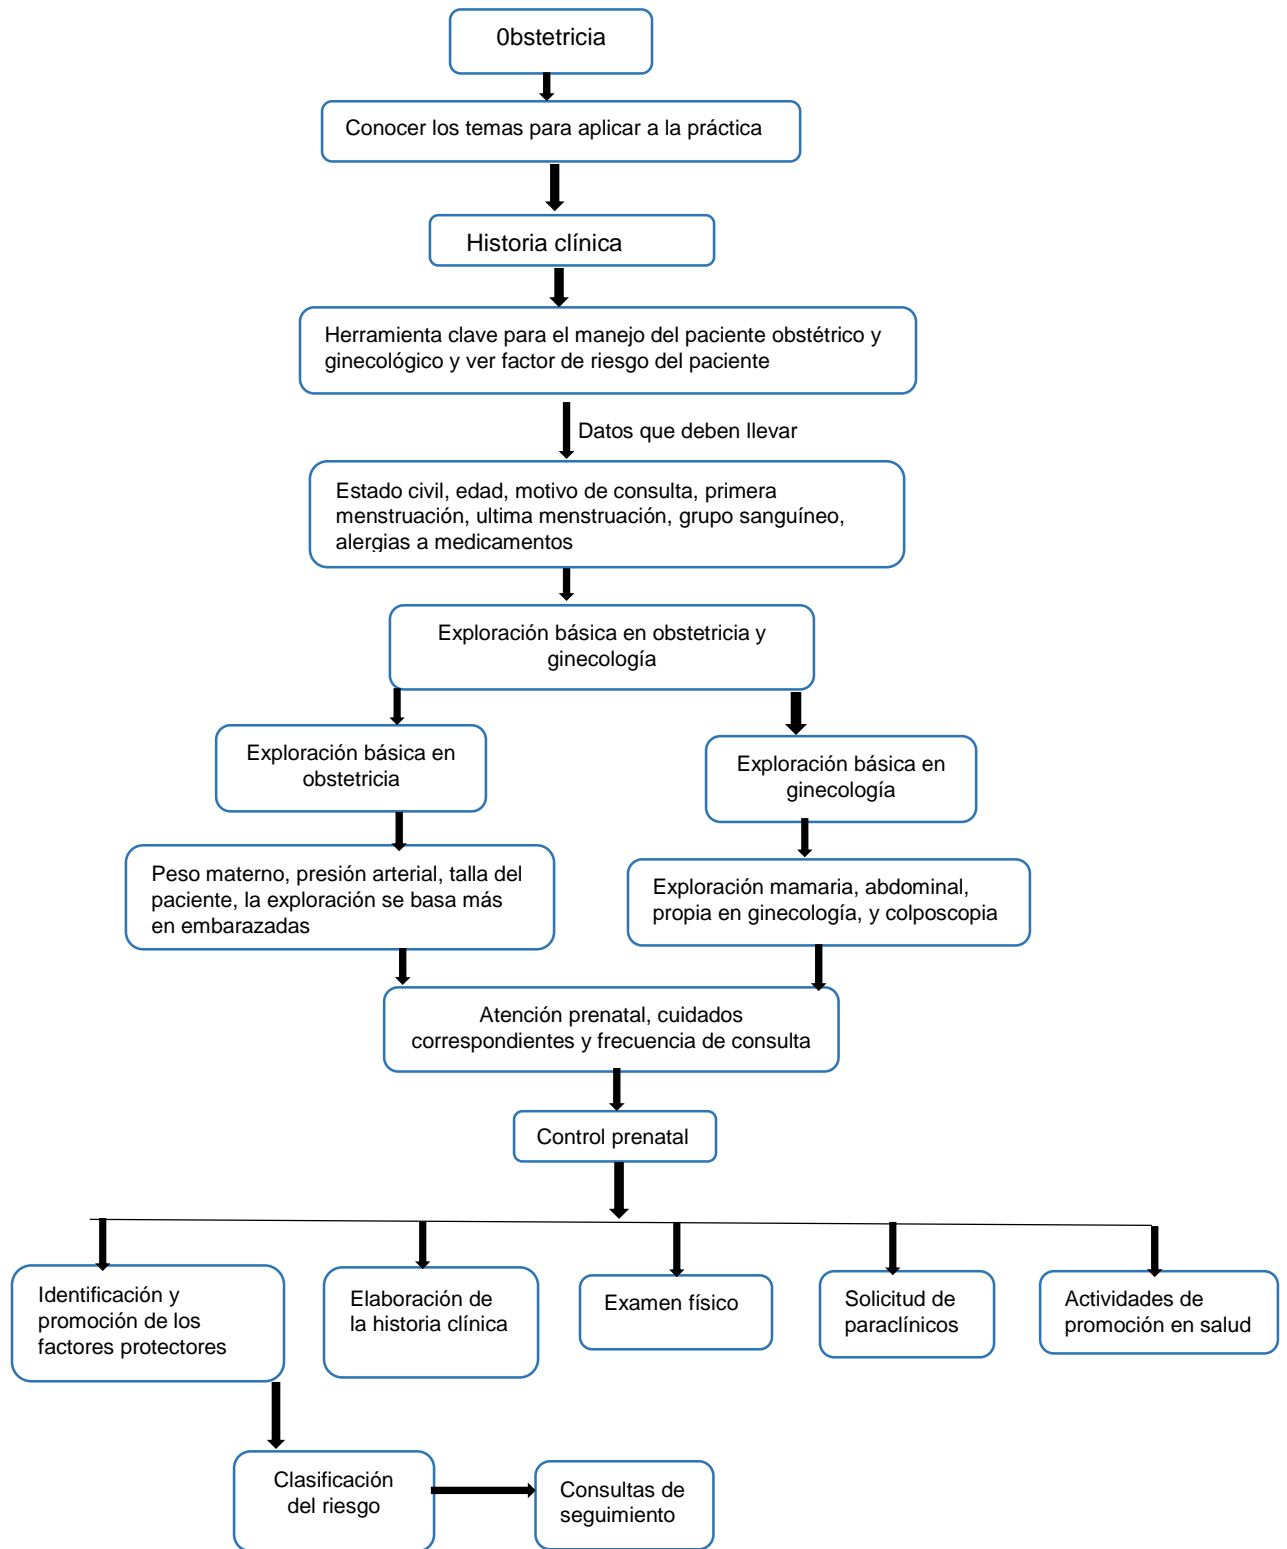 0bstetricia
Conocer los temas para aplicar a la práctica
Historia clínica
Herramienta clave para el manejo del paciente obstétrico y
ginecológico y ver factor de riesgo del paciente
Datos que deben llevar
Estado civil, edad, motivo de consulta, primera
menstruación, ultima menstruación, grupo sanguíneo,
alergias a medicamentos
Exploración básica en obstetricia y
ginecología
Exploración básica en
obstetricia
Exploración básica en
ginecología
Peso materno, presión arterial, talla del
paciente, la exploración se basa más
en embarazadas
Exploración mamaria, abdominal,
propia en ginecología, y colposcopia
Atención prenatal, cuidados
correspondientes y frecuencia de consulta
Control prenatal
Identificación y
promoción de los
factores protectores
Elaboración de
la historia clínica
Examen físico
Solicitud de
paraclínicos
Actividades de
promoción en salud
Clasificación
del riesgo
Consultas de
seguimiento